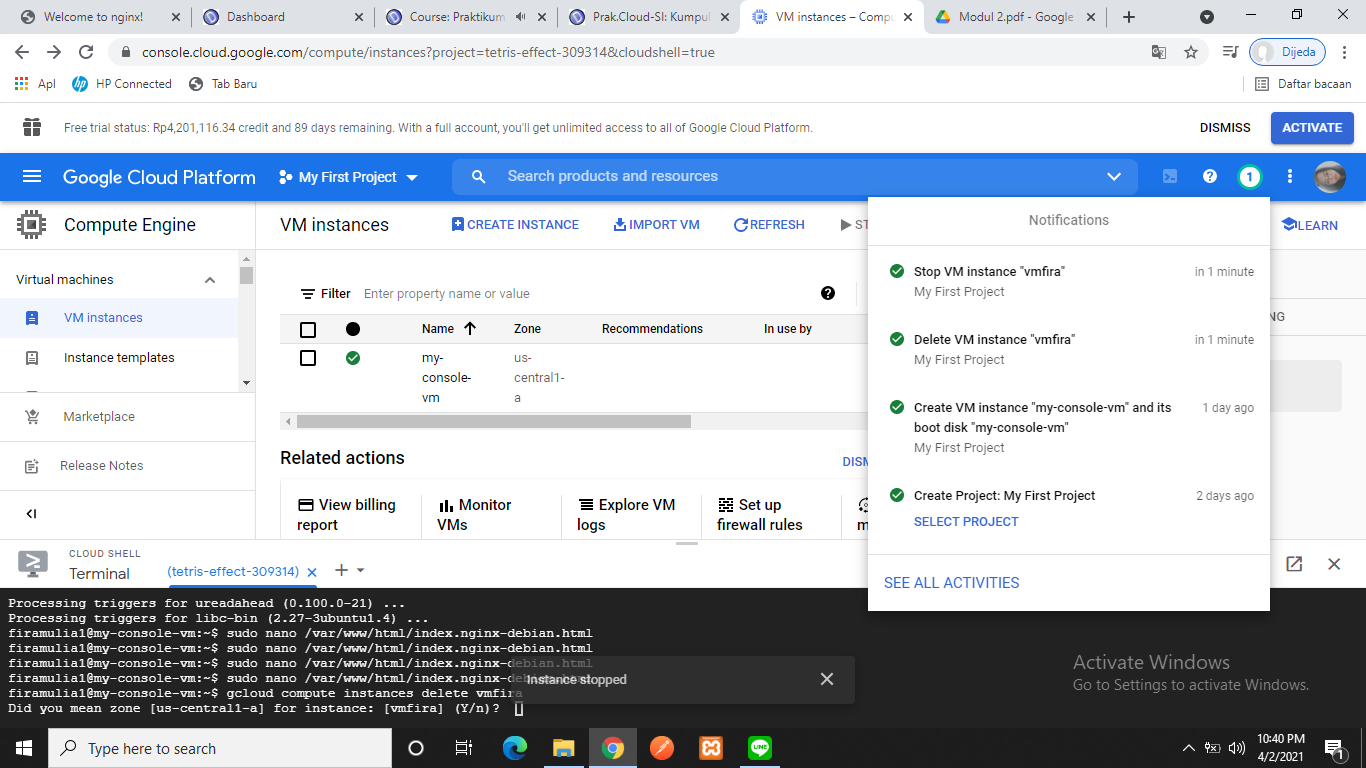 Welcome to nginx!
Dashboard
Course: Praktikum
Prak.Cloud-SI: Kumpul
VM instances – Compu
Modul 2.pdf - Google
console.cloud.google.com/compute/instances?project=tetris-effect-309314&cloudshell=true
Dijeda
Apl
HP Connected
Tab Baru
Daftar bacaan
Free trial status: Rp4,201,116.34 credit and 89 days remaining. With a full account, you'll get unlimited access to all of Google Cloud Platform.
DISMISS
ACTIVATE
Google Cloud Platform
My First Project
Search products and resources
1
Compute Engine
VM instances
CREATE INSTANCE
IMPORT VM
REFRESH
ST
LEARN
Virtual machines
VM instances
Instance templates
Marketplace
Release Notes
Filter
Enter property name or value
NG
Name
Zone
Recommendations
In use by
my-
console-
vm
us-
central1-
a
Related actions
DISM
View billing
report
Monitor
VMs
Explore VM
logs
Set up
firewall rules
m
Notifications
Stop VM instance "vmfira"
in 1 minute
My First Project
Delete VM instance "vmfira"
in 1 minute
My First Project
Create VM instance "my-console-vm" and its
boot disk "my-console-vm"
1 day ago
My First Project
Create Project: My First Project
2 days ago
SELECT PROJECT
SEE ALL ACTIVITIES
CLOUD SHELL
Terminal
(tetris-effect-309314)
Processing triggers for ureadahead (0.100.0-21) ...
Processing triggers for libc-bin (2.27-3ubuntu1.4) ...
firamulia1@my-console-vm:~$ sudo nano /var/www/html/index.nginx-debian.html
firamulia1@my-console-vm:~$ sudo nano /var/www/html/index.nginx-debian.html
firamulia1@my-console-vm:~$ sudo nano /var/www/html/index.nginx-debian.html
firamulia1@my-console-vm:~$ sudo nano /var/www/html/index.nginx-debian.html
firamulia1@my-console-vm:~$ gcloud compute instances delete vmfira
Did you mean zone [us-central1-a] for instance: [vmfira] (Y/n)?
Instance stopped
Activate Windows
Go to Settings to activate Windows.
Type here to search
LINE
10:40 PM
4/2/2021
1